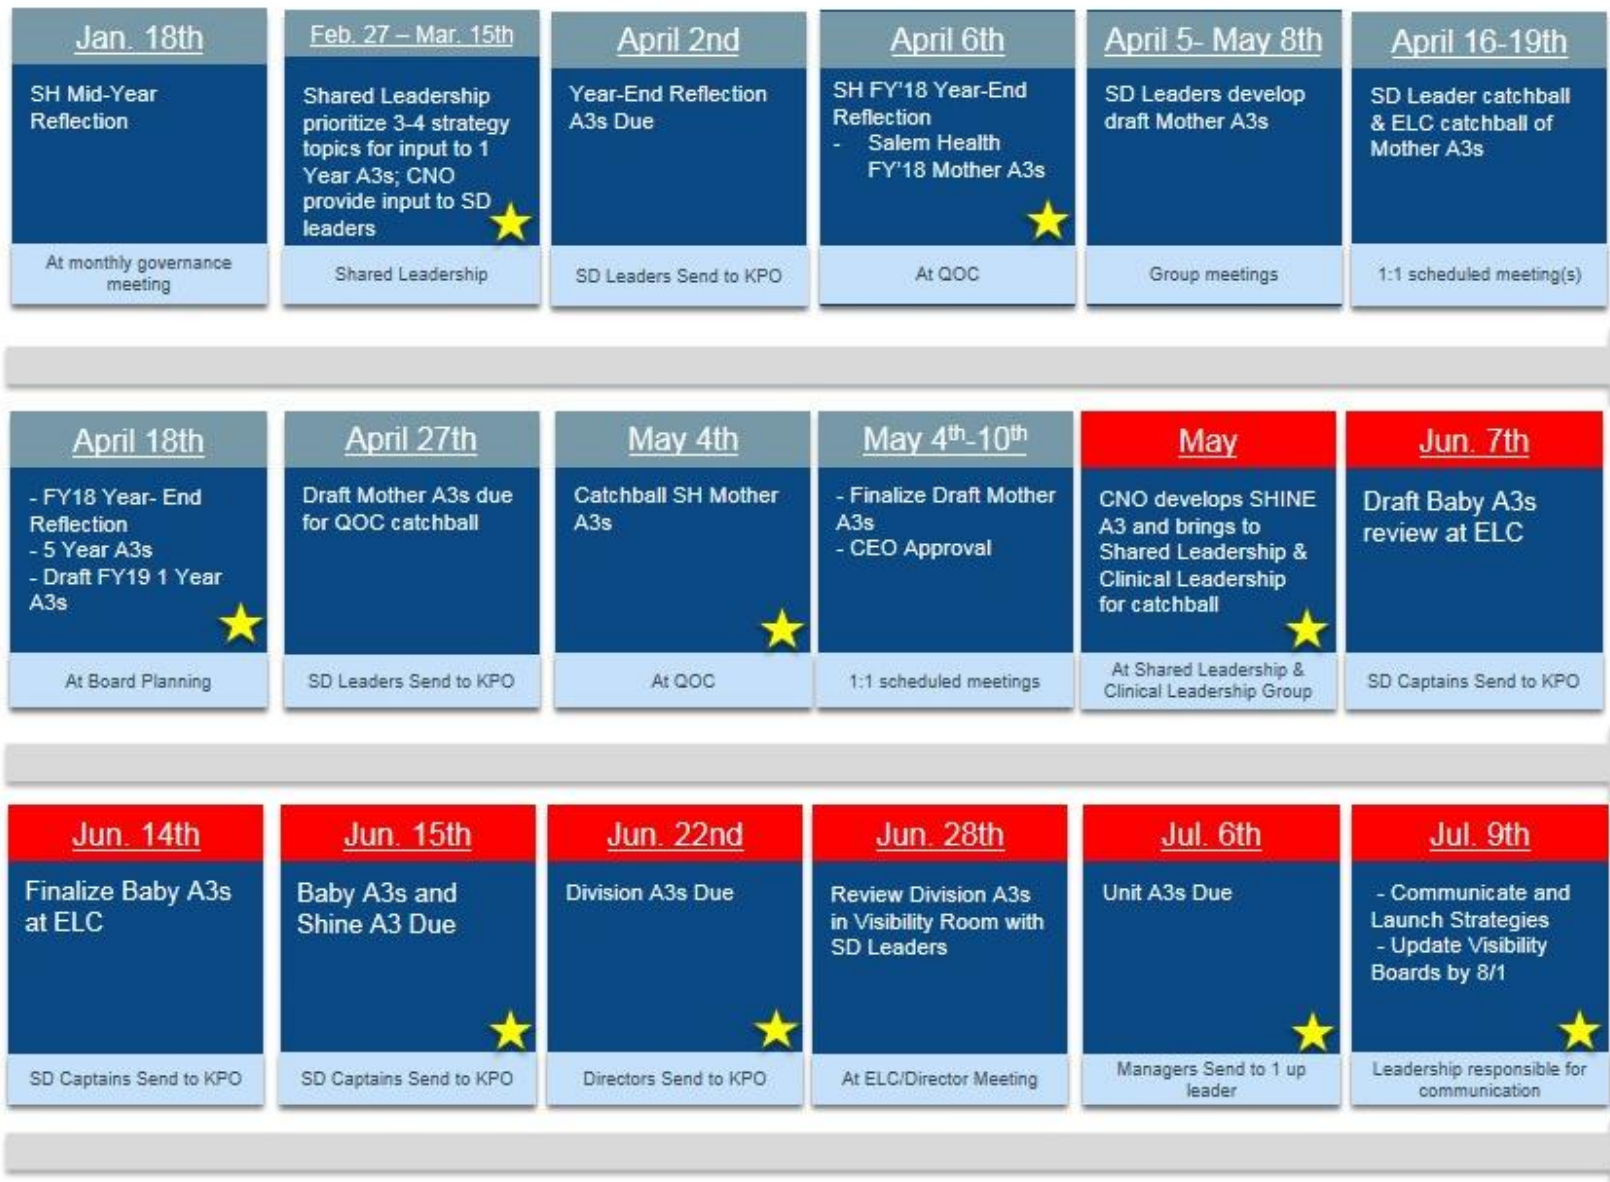 Jan. 18th
SH Mid-Year
Reflection
At monthly governance
meeting
Feb. 27 – Mar. 15th
Shared Leadership
prioritize 3-4 strategy
topics for input to 1
Year A3s; CNO
provide input to SD
leaders
Shared Leadership
April 2nd
Year-End Reflection
A3s Due
SD Leaders Send to KPO
April 6th
SH FY'18 Year-End
Reflection
- Salem Health
FY'18 Mother A3s
At QOC
April 5- May 8th
SD Leaders develop
draft Mother A3s
Group meetings
April 16-19th
SD Leader catchball
& ELC catchball of
Mother A3s
1:1 scheduled meeting(s)
April 18th
- FY18 Year- End
Reflection
- 5 Year A3s
- Draft FY19 1 Year
A3s
At Board Planning
April 27th
Draft Mother A3s due
for QOC catchball
SD Leaders Send to KPO
May 4th
Catchball SH Mother
A3s
At QOC
May 4th-10th
- Finalize Draft Mother
A3s
- CEO Approval
1:1 scheduled meetings
May
CNO develops SHINE
A3 and brings to
Shared Leadership &
Clinical Leadership
for catchball
At Shared Leadership &
Clinical Leadership Group
Jun. 7th
Draft Baby A3s
review at ELC
SD Captains Send to KPO
Jun. 14th
Finalize Baby A3s
at ELC
SD Captains Send to KPO
Jun. 15th
Baby A3s and
Shine A3 Due
SD Captains Send to KPO
Jun. 22nd
Division A3s Due
Directors Send to KPO
Jun. 28th
Review Division A3s
in Visibility Room with
SD Leaders
At ELC/Director Meeting
Jul. 6th
Unit A3s Due
Managers Send to 1 up
leader
Jul. 9th
- Communicate and
Launch Strategies
- Update Visibility
Boards by 8/1
Leadership responsible for
communication